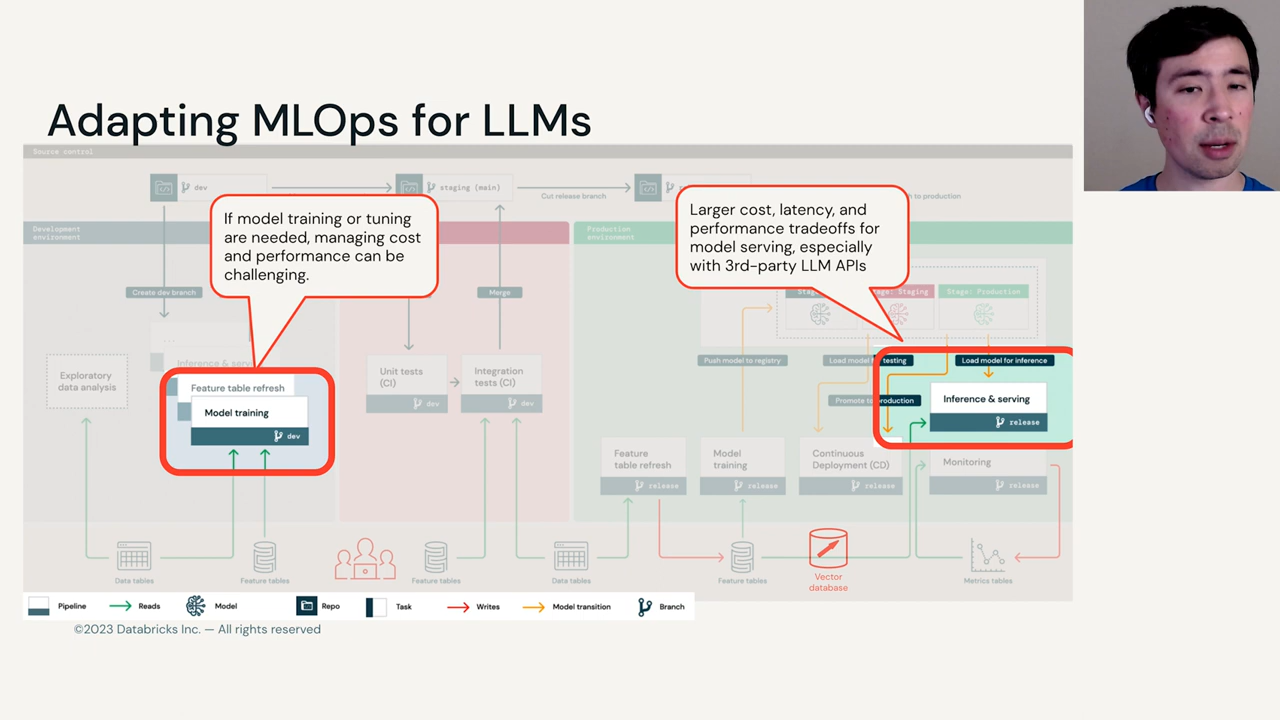 Adapting MLOps for LLMs
Source control
dev
staging (main)
Cut release branch
to production
If model training or tuning
are needed, managing cost
and performance can be
challenging.
Larger cost, latency, and
performance tradeoffs for
model serving, especially
with 3rd-party LLM APIs
Development
environment
Production
environment
Create dev branch
Merge
Stage: Staging
Stage: Production
Push model to registry
Load model testing
Load model for inference
Exploratory
data analysis
Inference & serv
Feature table refresh
Model training
dev
Unit tests
(CI)
dev
Integration
tests (CI)
dev
Promote to production
Inference & serving
release
Feature
table refresh
release
Model
training
release
Continuous
Deployment (CD)
release
Monitoring
release
Data tables
Feature tables
Feature tables
Data tables
Feature tables
Vector
database
Metrics tables
Pipeline
Reads
Model
Repo
Task
Writes
Model transition
Branch
©2023 Databricks Inc. — All rights reserved